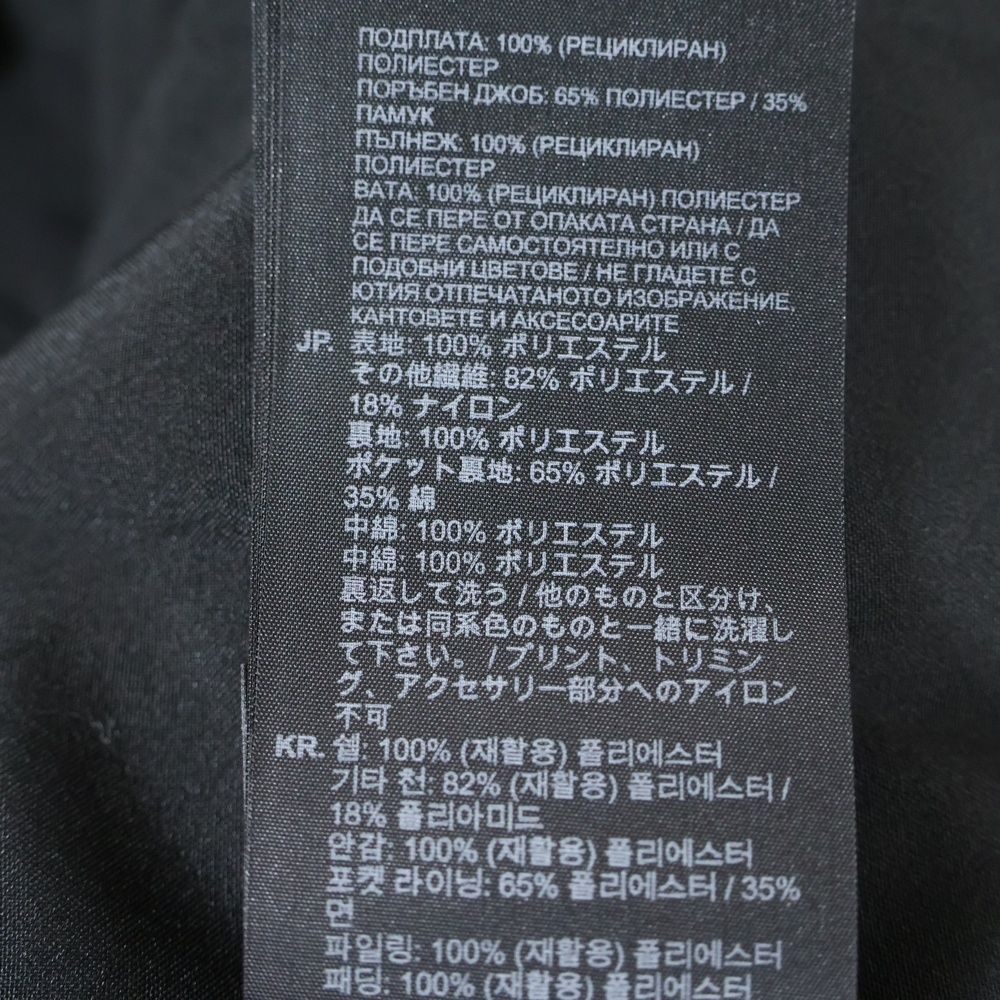 ПОДПЛАТА: 100% (РЕЦИКЛИРАН)
ПОЛИЕСТЕР
ПОРЪБЕН ДЖОБ: 65% ПОЛИЕСТЕР / 35%
ПАМУК
ПЪЛНЕЖ: 100% (РЕЦИКЛИРАН)
ПОЛИЕСТЕР
ВАТА: 100% (РЕЦИКЛИРАН) ПОЛИЕСТЕР
ДА СЕ ПЕРЕ ОТ ОПАКАТА СТРАНА / ДА
СЕ ПЕРЕ САМОСТОЯТЕЛНО ИЛИ С
ПОДОБНИ ЦВЕТОВЕ / НЕ ГЛАДЕТЕ С
ЮТИЯ ОТПЕЧАТАНОТО ИЗОБРАЖЕНИЕ,
КАНТОВЕТЕ И АКСЕСОАРИТЕ
JP. 表地: 100% ポリエステル
その他繊維: 82% ポリエステル /
18% ナイロン
裏地: 100% ポリエステル
ポケット裏地: 65% ポリエステル /
35% 綿
中綿: 100% ポリエステル
中綿: 100% ポリエステル
裏返して洗う / 他のものと区分け、
または同系色のものと一緒に洗濯し
て下さい。 / プリント、トリミン
グ、アクセサリー部分へのアイロン
不可
KR. 쉘: 100% (재활용) 폴리에스터
기타 천: 82% (재활용) 폴리에스터 /
18% 폴리아미드
안감: 100% (재활용) 폴리에스터
포켓 라이닝: 65% 폴리에스터 / 35%
면
파일링: 100% (재활용) 폴리에스터
패딩: 100% (재활용) 폴리에스터